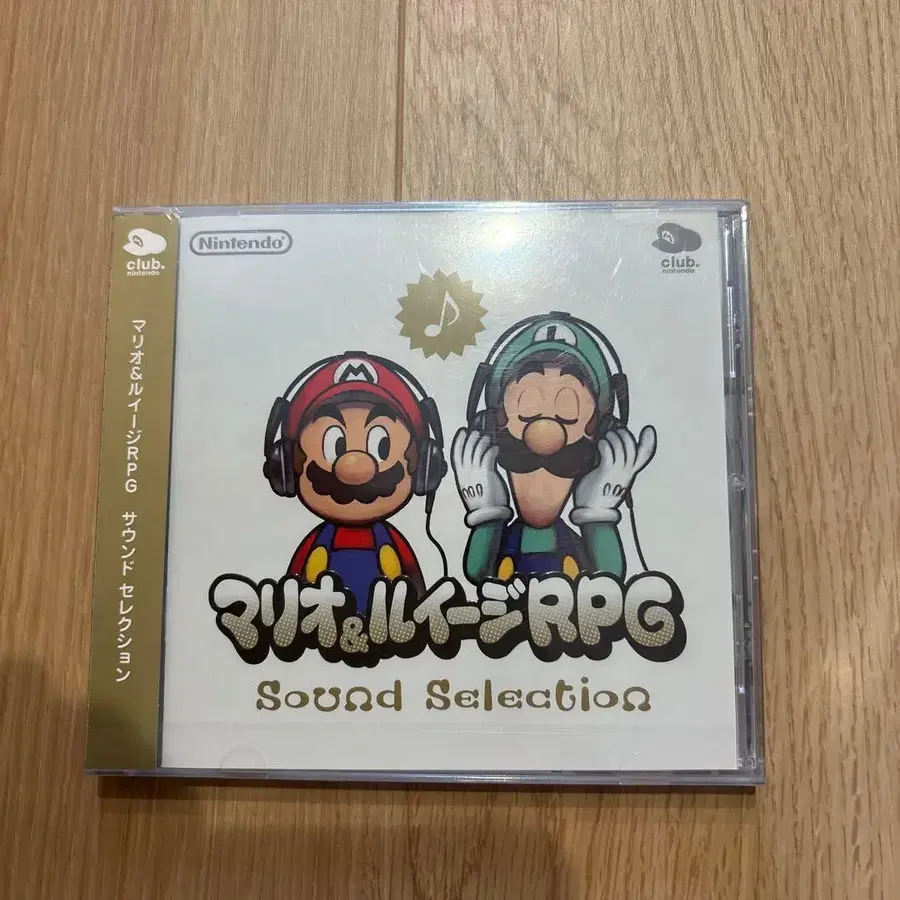 club.
nintendo
マリオ&ルイージRPG サウンド セレクション
Nintendo
club.
nintendo
M
L
マリオ&ルイージRPG
Sound Selection